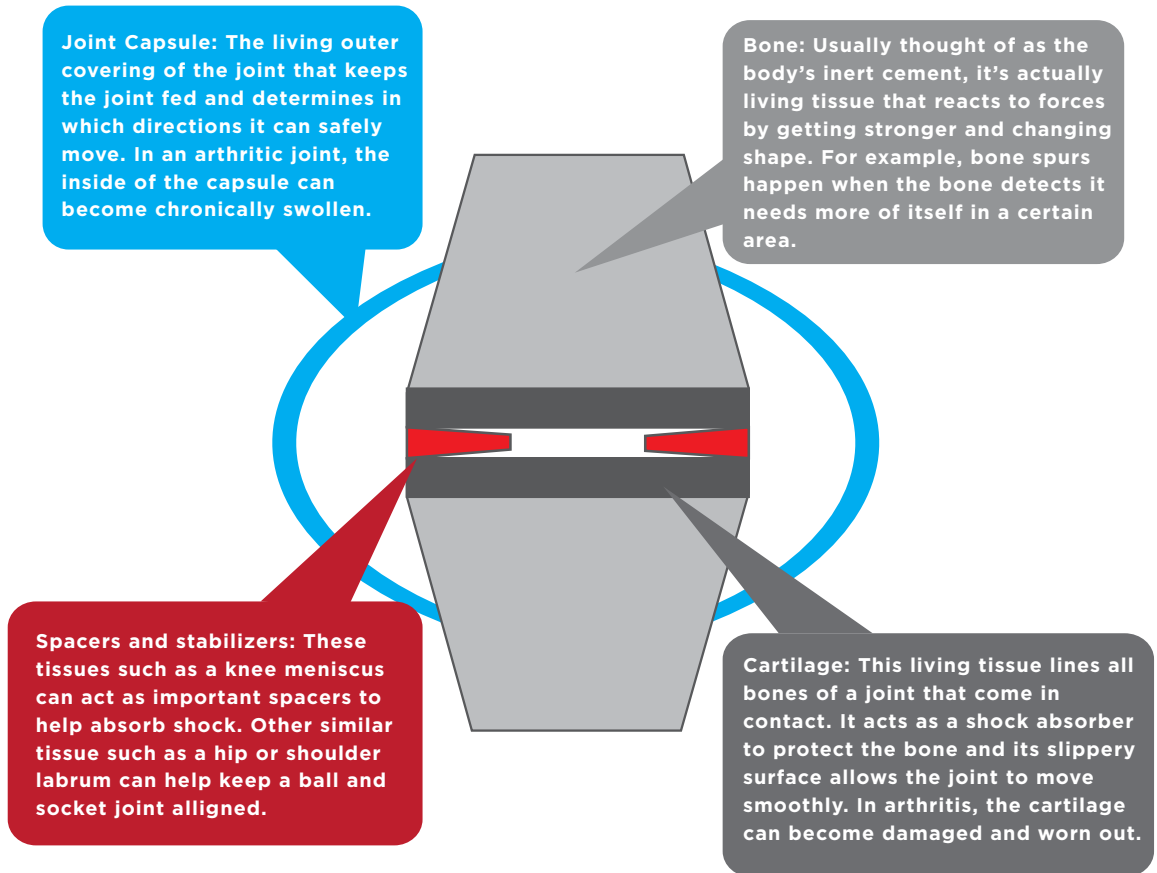 Joint Capsule: The living outer
covering of the joint that keeps
the joint fed and determines in
which directions it can safely
move. In an arthritic joint, the
inside of the capsule can
become chronically swollen.
Bone: Usually thought of as the
body’s inert cement, it’s actually
living tissue that reacts to forces
by getting stronger and changing
shape. For example, bone spurs
happen when the bone detects it
needs more of itself in a certain
area.
Spacers and stabilizers: These
tissues such as a knee meniscus
can act as important spacers to
help absorb shock. Other similar
tissue such as a hip or shoulder
labrum can help keep a ball and
socket joint alligned.
Cartilage: This living tissue lines all
bones of a joint that come in
contact. It acts as a shock absorber
to protect the bone and its slippery
surface allows the joint to move
smoothly. In arthritis, the cartilage
can become damaged and worn out.